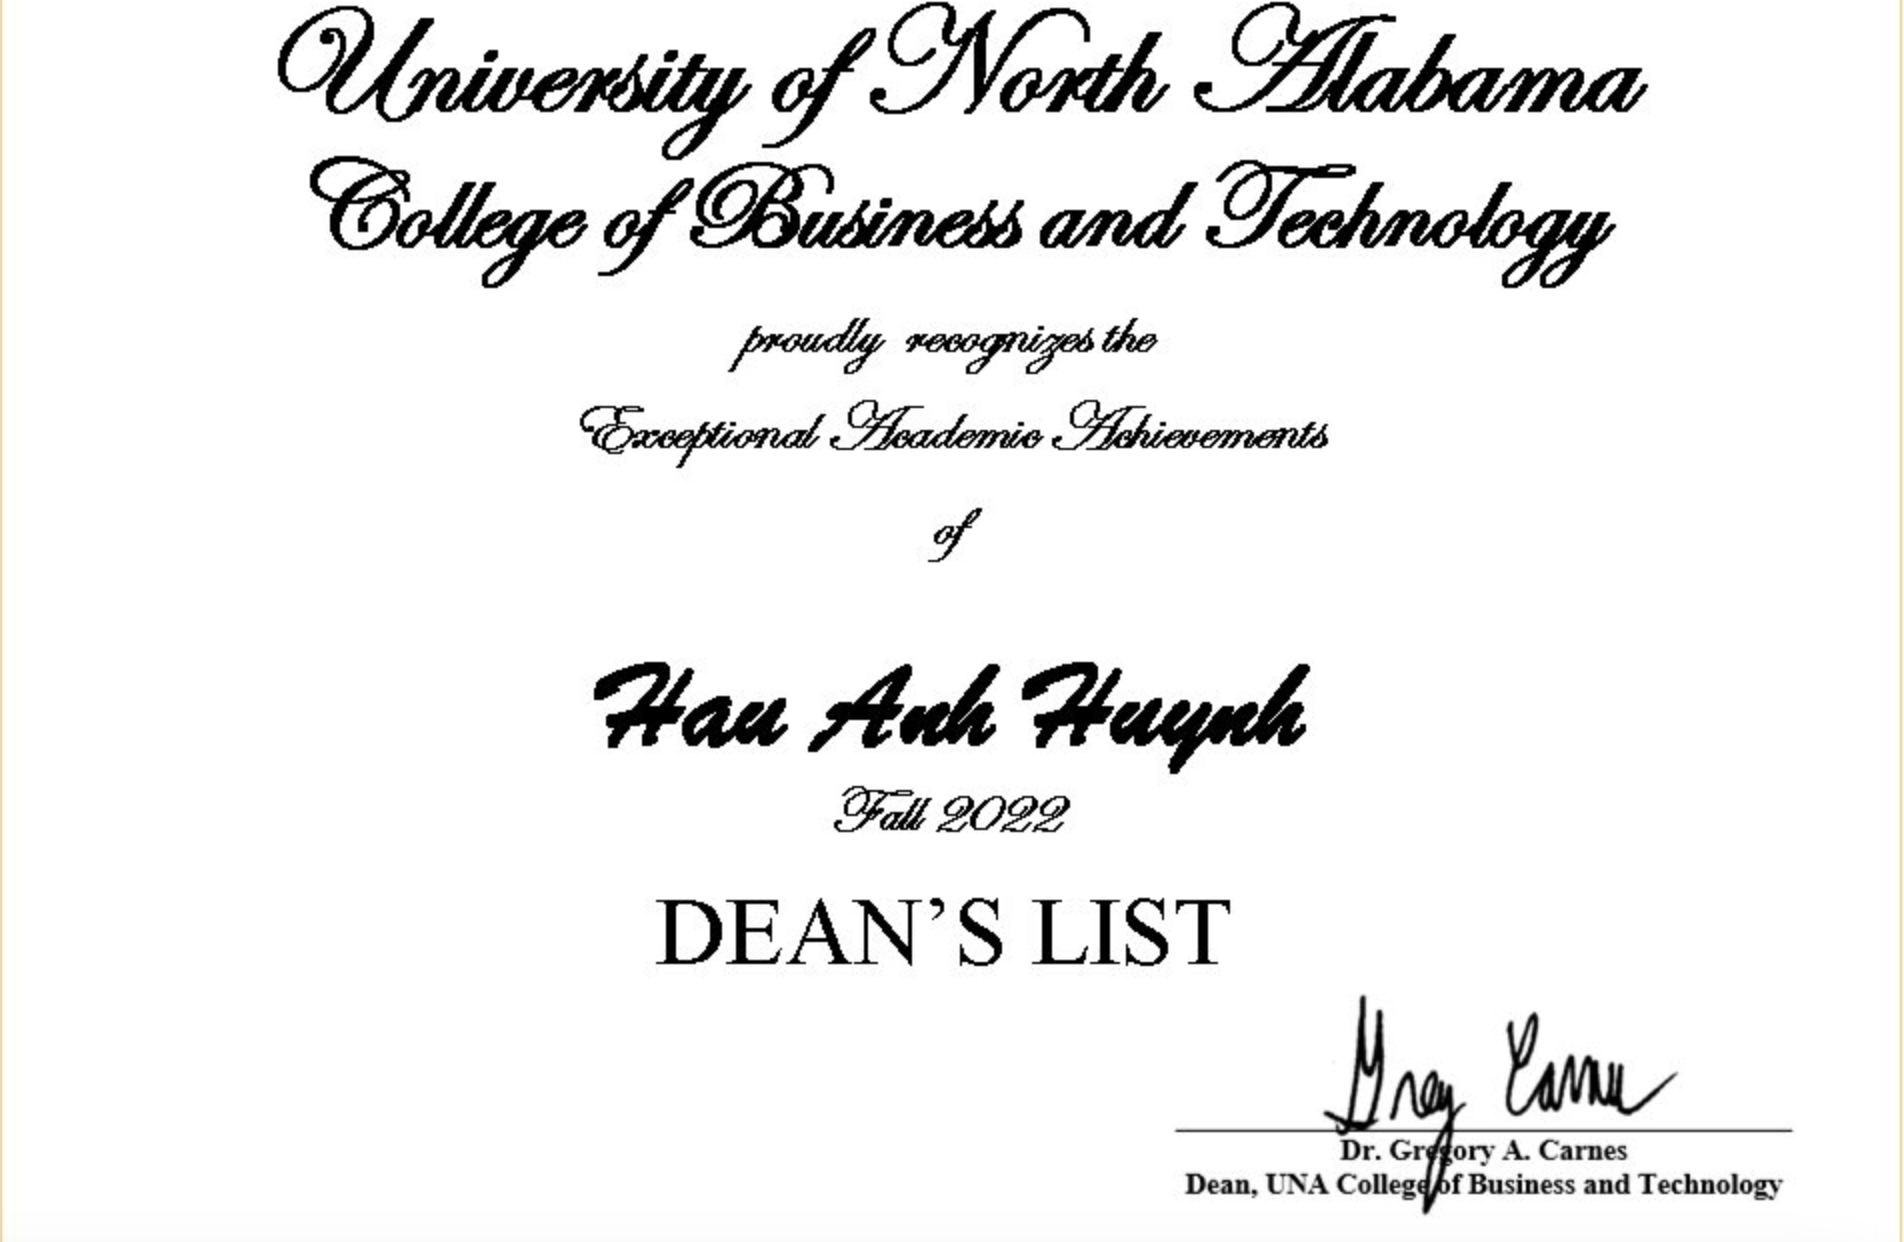 University of North Alabama
College of Business and Technology
proudly recognizes the
Exceptional Academic Achievements
of
Hau Anh Huynh
Fall 2022
DEAN’S LIST
Greg Carnes
Dr. Gregory A. Carnes
Dean, UNA College of Business and Technology